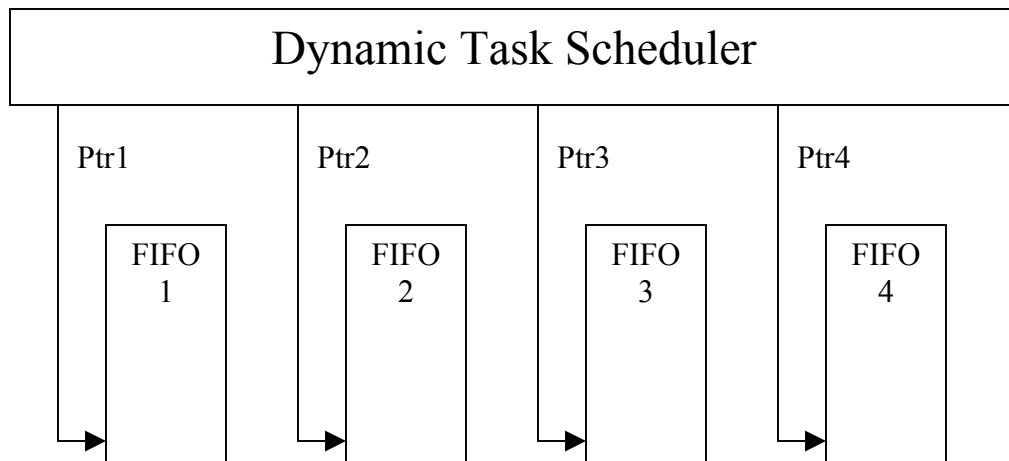 Dynamic Task Scheduler
Ptr1
Ptr2
Ptr3
Ptr4
FIFO
1
FIFO
2
FIFO
3
FIFO
4